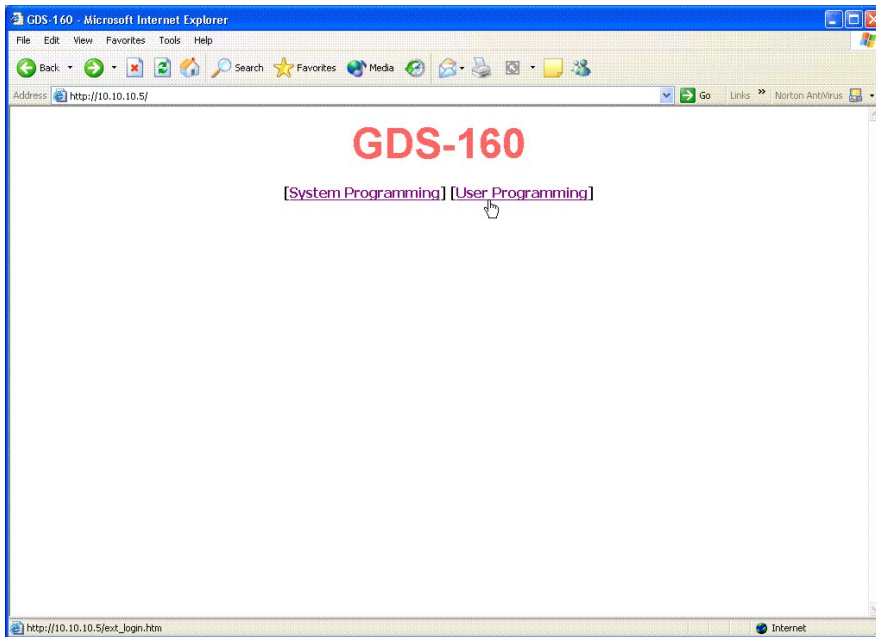 GDS-160 - Microsoft Internet Explorer
File Edit View Favorites Tools Help
Back Search Favorites Media
Address http://10.10.10.5/ Go Links » Norton AntiVirus
GDS-160
[System Programming] [User Programming]
http://10.10.10.5/ext_login.htm Internet